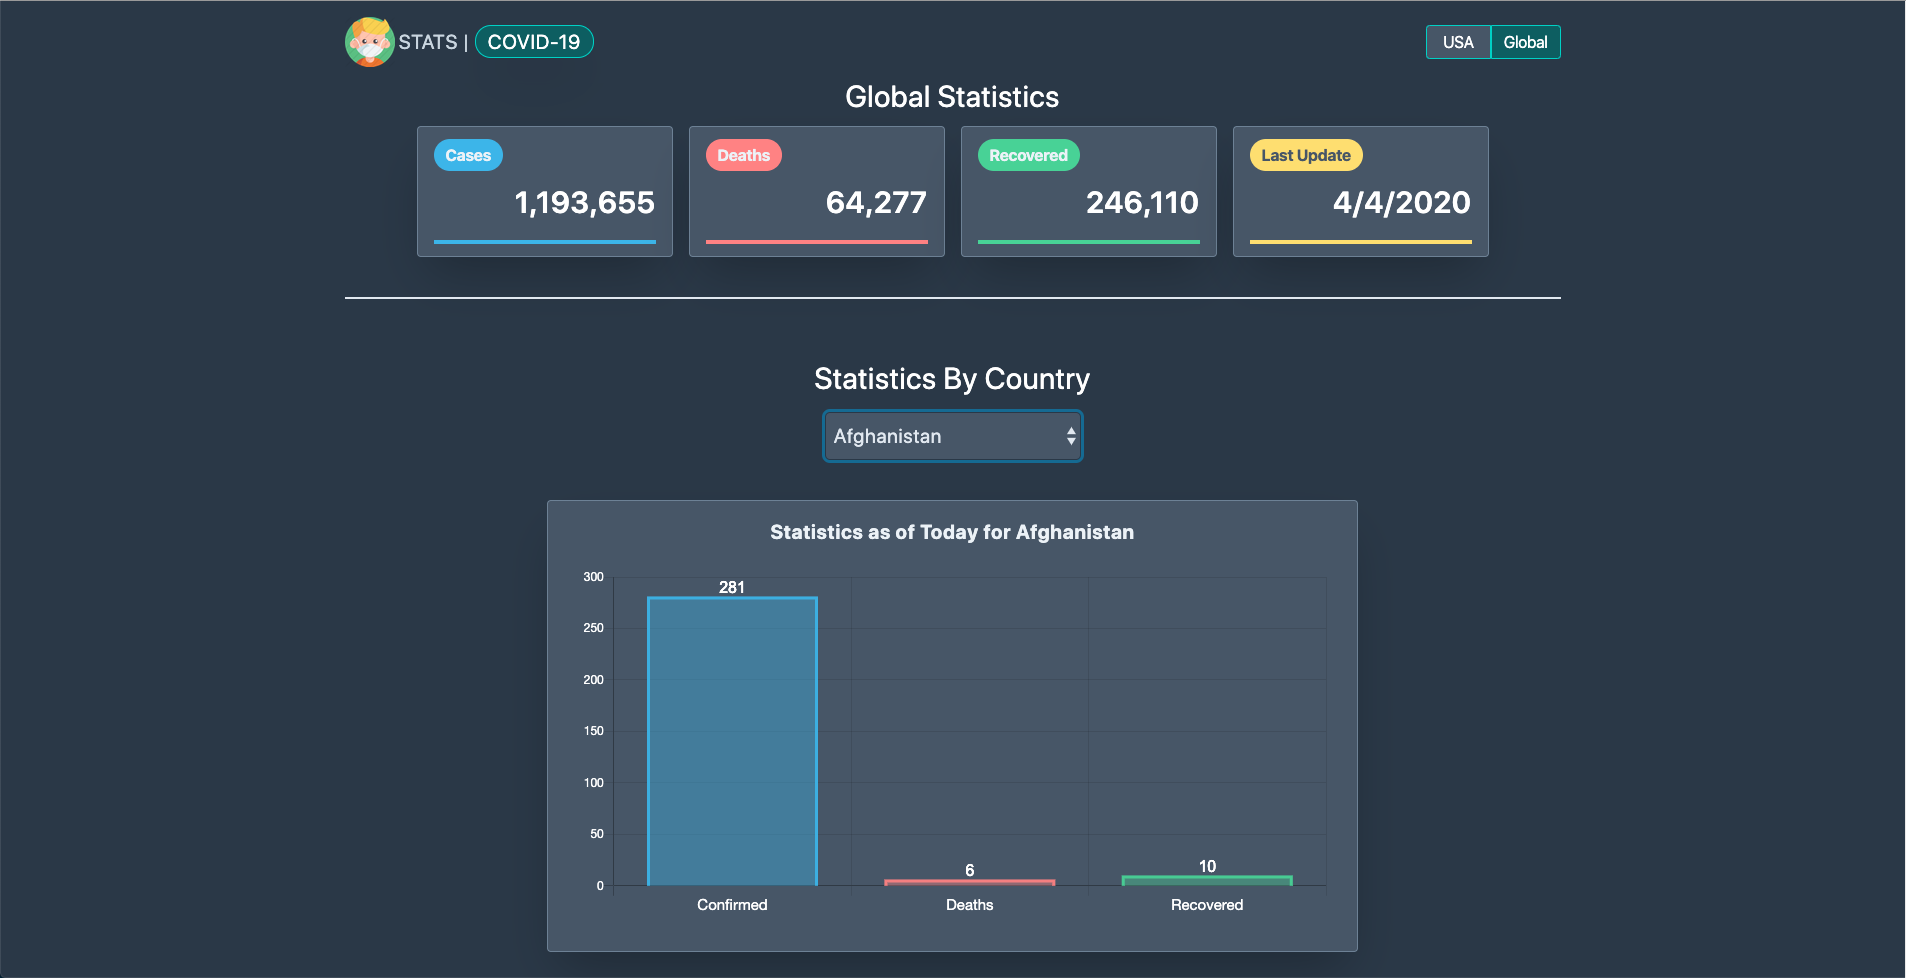 STATS | COVID-19
USA
Global
Global Statistics
Cases
1,193,655
Deaths
64,277
Recovered
246,110
Last Update
4/4/2020
Statistics By Country
Afghanistan
Statistics as of Today for Afghanistan
300
250
200
150
100
50
0
281
6
10
Confirmed
Deaths
Recovered